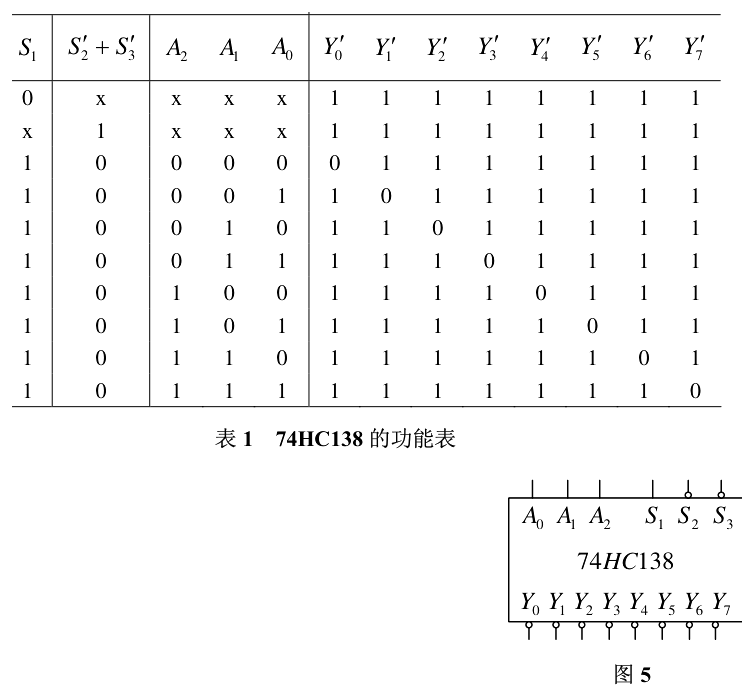 S₁ S₂′ + S₃′ A₂ A₁ A₀ Y₀′ Y₁′ Y₂′ Y₃′ Y₄′ Y₅′ Y₆′ Y₇′
0 x x x x 1 1 1 1 1 1 1 1
x 1 x x x 1 1 1 1 1 1 1 1
1 0 0 0 0 0 1 1 1 1 1 1 1
1 0 0 0 1 1 0 1 1 1 1 1 1
1 0 0 1 0 1 1 0 1 1 1 1 1
1 0 0 1 1 1 1 1 0 1 1 1 1
1 0 1 0 0 1 1 1 1 0 1 1 1
1 0 1 0 1 1 1 1 1 1 0 1 1
1 0 1 1 0 1 1 1 1 1 1 0 1
1 0 1 1 1 1 1 1 1 1 1 1 0
表 1 74HC138 的功能表
A₀ A₁ A₂ S₁ S₂ S₃
74HC138
Y₀ Y₁ Y₂ Y₃ Y₄ Y₅ Y₆ Y₇
图 5